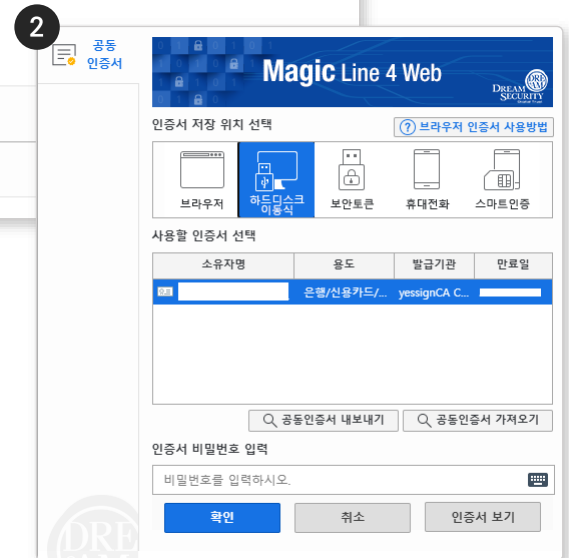 2
공동
인증서
Magic Line 4 Web
DREAM
SECURITY
인증서 저장 위치 선택
? 브라우저 인증서 사용방법
브라우저
하드디스크
이동식
보안토큰
휴대전화
스마트인증
사용할 인증서 선택
소유자명 용도 발급기관 만료일
은행/신용카드/... yessignCA C...
공동인증서 내보내기 공동인증서 가져오기
인증서 비밀번호 입력
비밀번호를 입력하시오.
확인 취소 인증서 보기